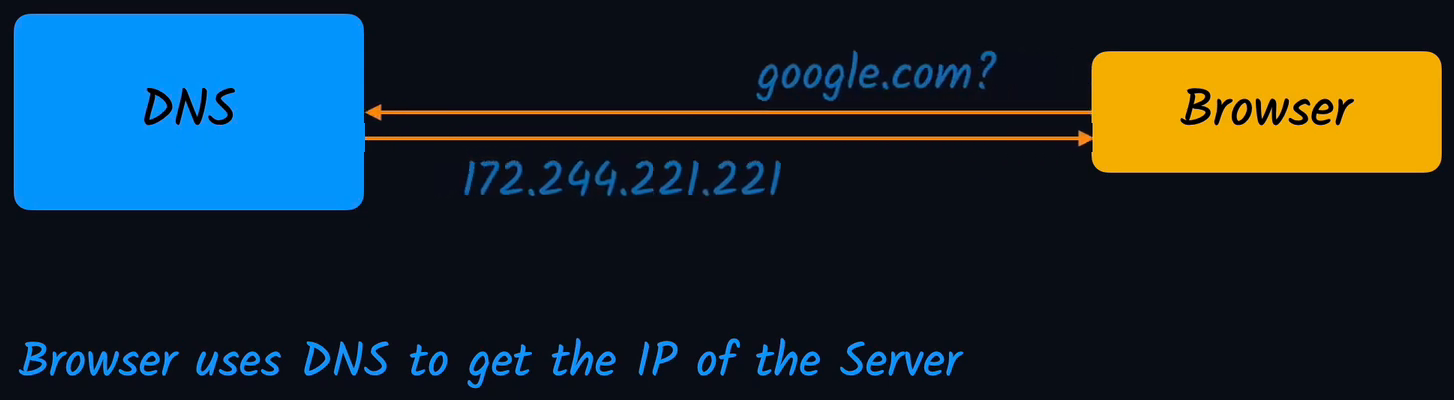 google.com?
DNS
Browser
172.244.221.221
Browser uses DNS to get the IP of the Server